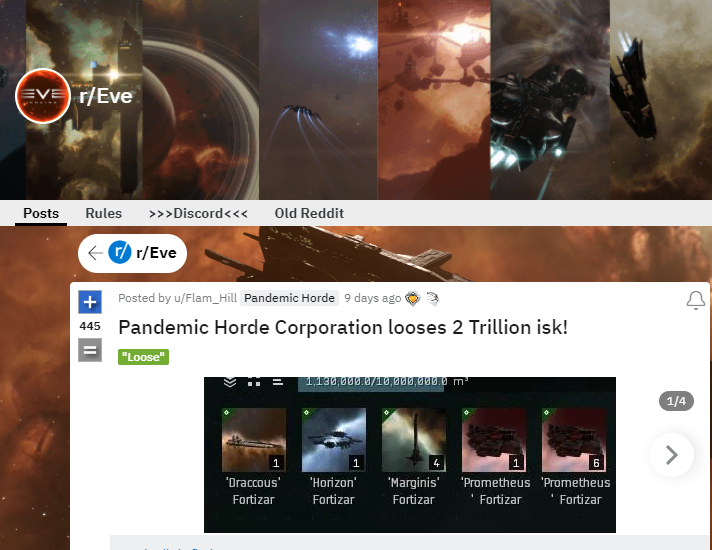 EVE
ONLINE
r/Eve
Posts Rules >>>Discord<<< Old Reddit
r/ r/Eve
Posted by u/Flam_Hill Pandemic Horde 9 days ago
445
Pandemic Horde Corporation looses 2 Trillion isk!
"Loose"
1,130,000.0/10,000,000.0 m³
1/4
1 1 4 1 6
'Draccous' 'Horizon' 'Marginis' 'Prometheus 'Prometheus
Fortizar Fortizar Fortizar ' Fortizar ' Fortizar